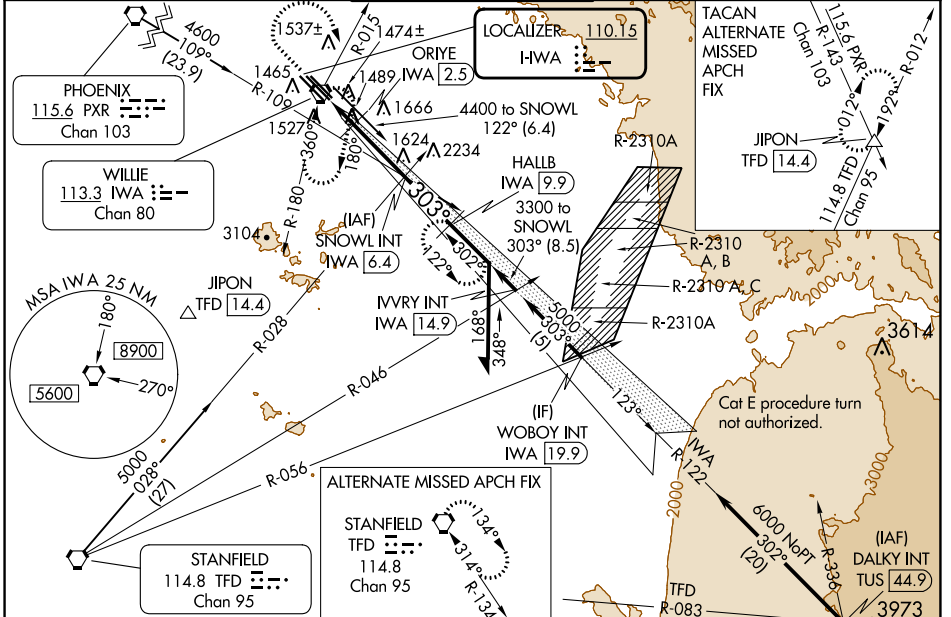 4600
109°
(23.9)
R-109
PHOENIX
115.6 PXR
Chan 103
WILLIE
113.3 IWA
Chan 80
1537±
R-015
1474±
1465
1489
1527
ORIYE
IWA 2.5
LOCALIZER 110.15
I-IWA
1666
4400 to SNOWL
122° (6.4)
1624
2234
360°
180°
R-180
303°
HALLB
IWA 9.9
3300 to
SNOWL
303° (8.5)
R-2310A
R-2310
A, B
R-2310 A, C
R-2310A
TACAN
ALTERNATE
MISSED
APCH
FIX
115.6 PXR
R-143
Chan 103
R-012
012°
192°
JIPON
TFD 14.4
114.8 TFD
Chan 95
3104
(IAF)
SNOWL INT
IWA 6.4
302°
122°
JIPON
TFD 14.4
MSA IWA 25 NM
180°
8900
5600
270°
R-028
IVVRY INT
IWA 14.9
168°
348°
5000
303°
(5)
R-046
3614
Cat E procedure turn
not authorized.
123°
(IF)
WOBOY INT
IWA 19.9
IWA
R-122
R-056
5000
028°
(27)
2000
3000
STANFIELD
114.8 TFD
Chan 95
ALTERNATE MISSED APCH FIX
STANFIELD
TFD
114.8
Chan 95
134°
314°
R-134
6000 NoPT
302°
(20)
R-336
(IAF)
DALKY INT
TUS 44.9
TFD
R-083
3973